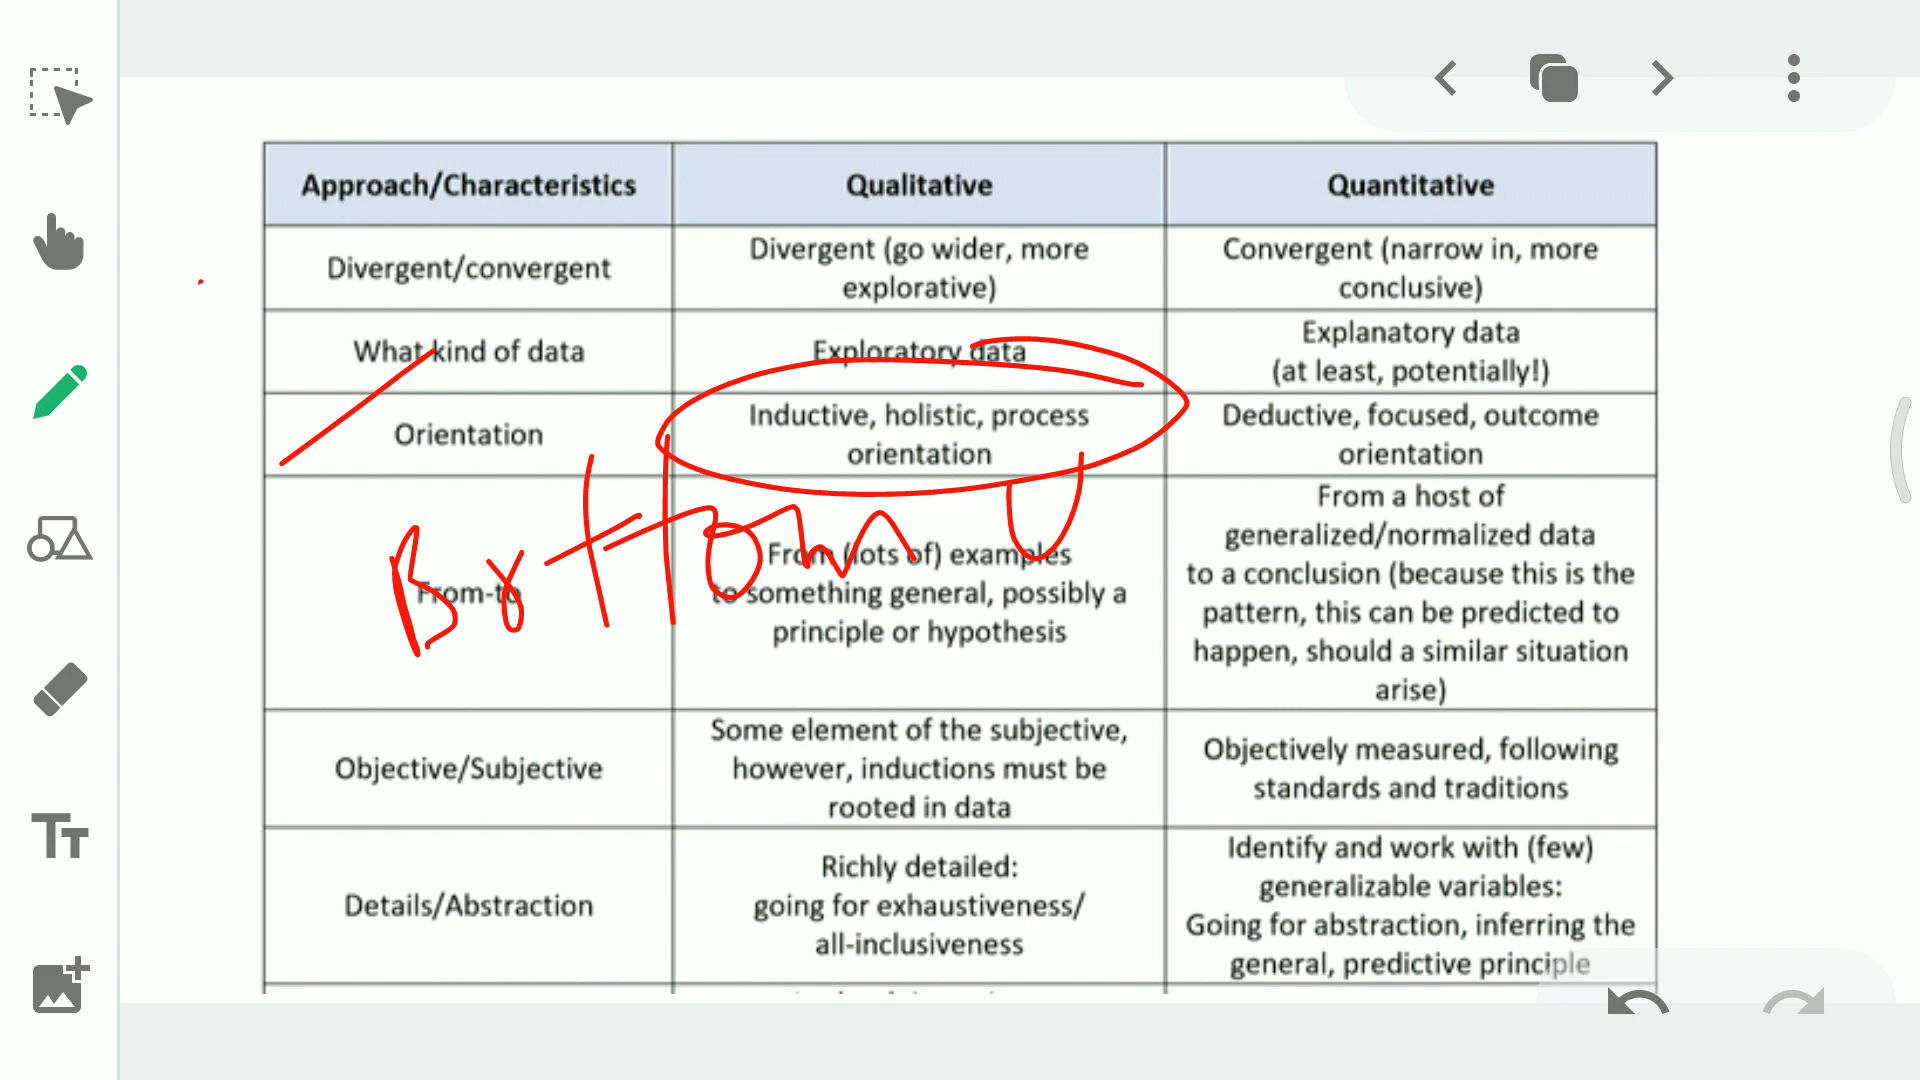 Approach/Characteristics
Qualitative
Quantitative
Divergent/convergent
Divergent (go wider, more
explorative)
Convergent (narrow in, more
conclusive)
What kind of data
Exploratory data
Explanatory data
(at least, potentially!)
Orientation
Inductive, holistic, process
orientation
Deductive, focused, outcome
orientation
From-to
From (lots of) examples
to something general, possibly a
principle or hypothesis
From a host of
generalized/normalized data
to a conclusion (because this is the
pattern, this can be predicted to
happen, should a similar situation
arise)
Objective/Subjective
Some element of the subjective,
however, inductions must be
rooted in data
Objectively measured, following
standards and traditions
Details/Abstraction
Richly detailed:
going for exhaustiveness/
all-inclusiveness
Identify and work with (few)
generalizable variables:
Going for abstraction, inferring the
general, predictive principle
TT